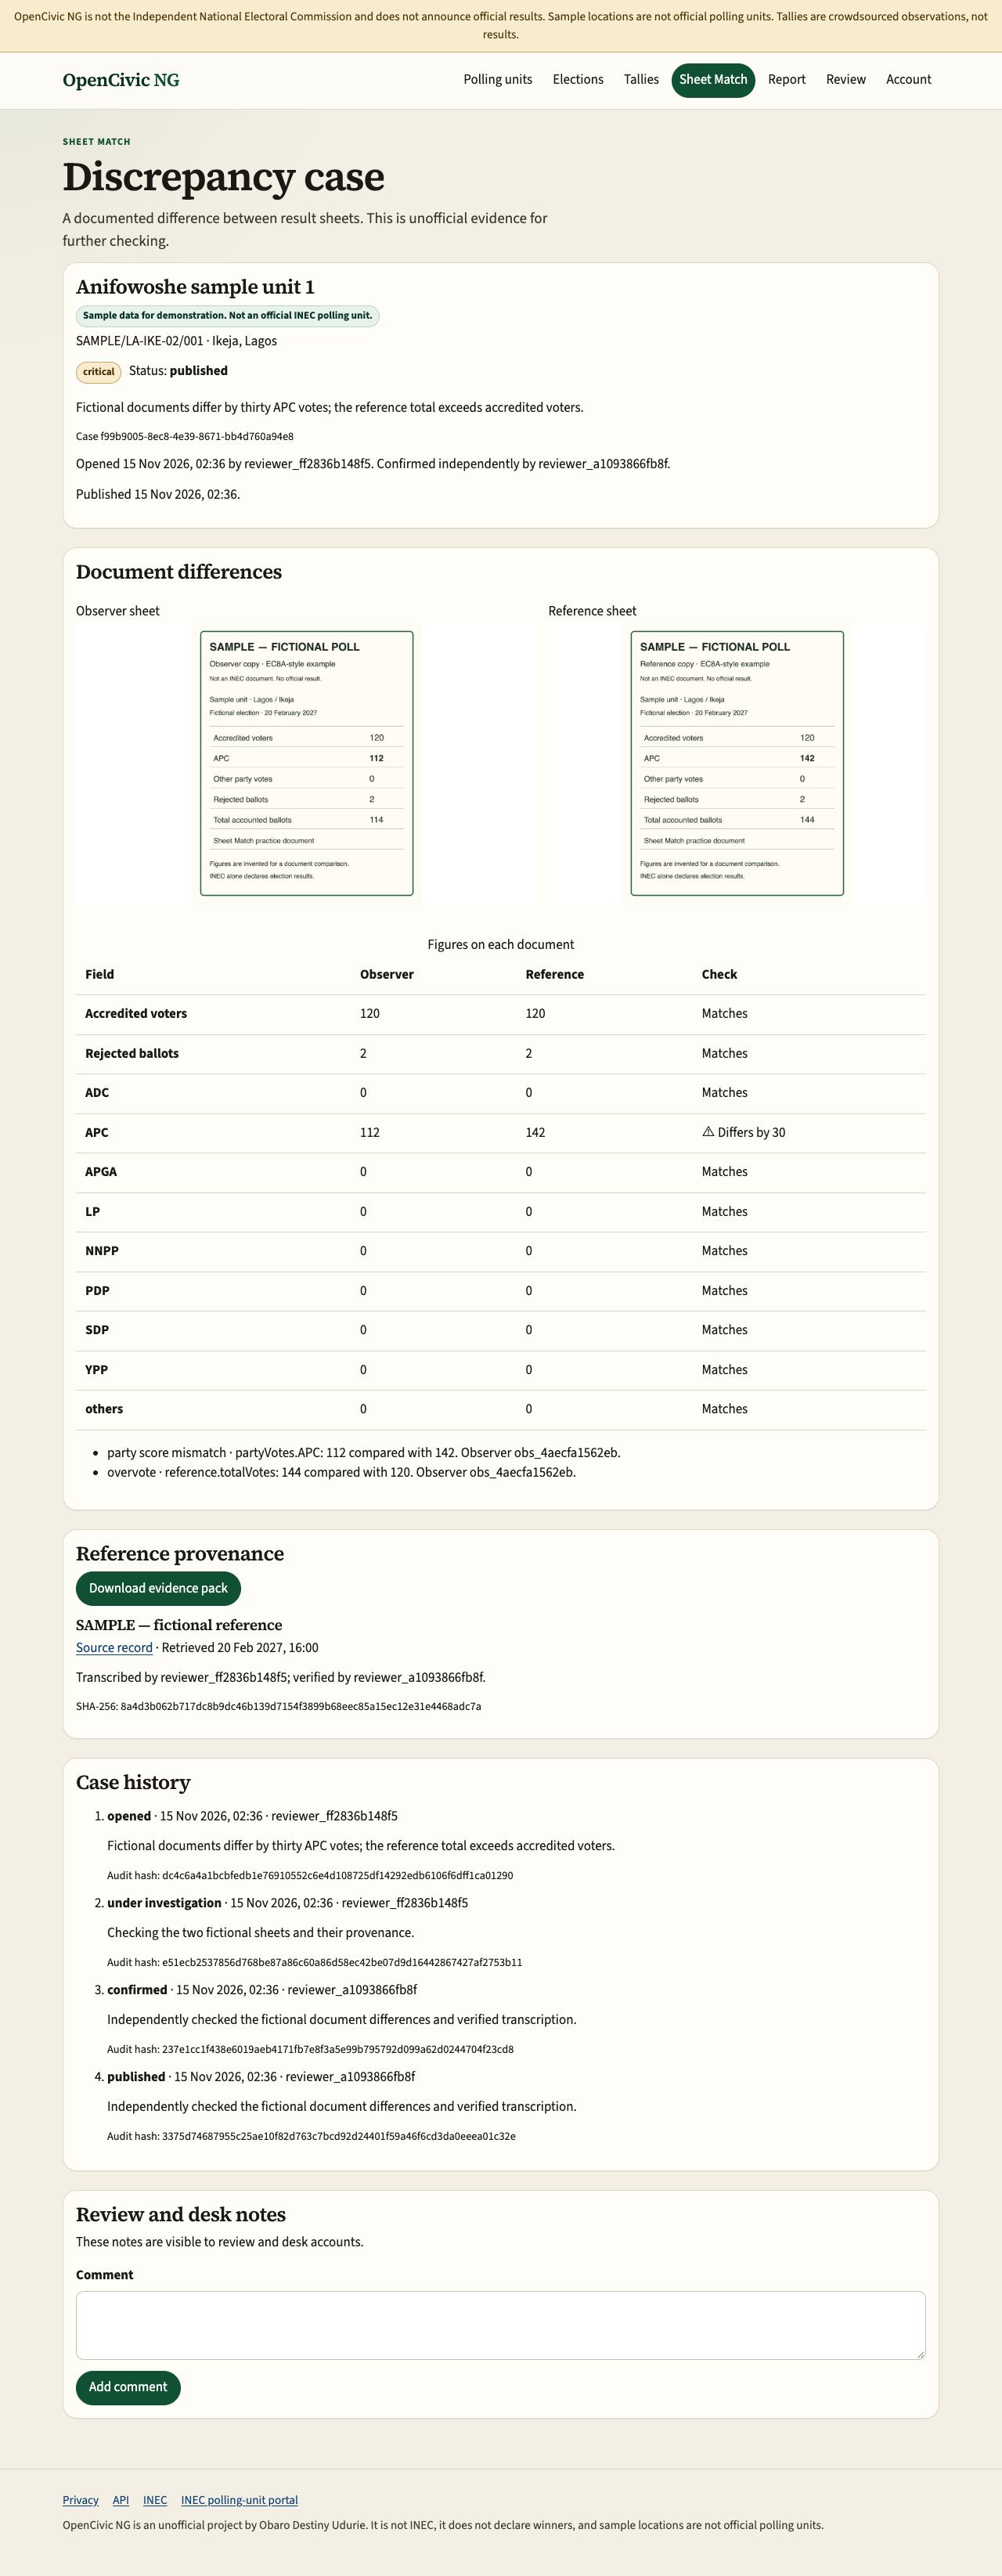 OpenCivic NG is not the Independent National Electoral Commission and does not announce official results. Sample locations are not official polling units. Tallies are crowdsourced observations, not
results.
OpenCivic NG
Polling units Elections Tallies Sheet Match Report Review Account
SHEET MATCH
Discrepancy case
A documented difference between result sheets. This is unofficial evidence for
further checking.
Anifowoshe sample unit 1
Sample data for demonstration. Not an official INEC polling unit.
SAMPLE/LA-IKE-02/001 · Ikeja, Lagos
critical Status: published
Fictional documents differ by thirty APC votes; the reference total exceeds accredited voters.
Case f99b9005-8ec8-4e39-8671-bb4d760a94e8
Opened 15 Nov 2026, 02:36 by reviewer_ff2836b148f5. Confirmed independently by reviewer_a1093866fb8f.
Published 15 Nov 2026, 02:36.
Document differences
Observer sheet
SAMPLE — FICTIONAL POLL
Observer copy · EC8A-style example
Not an INEC document. No official result.
Sample unit · Lagos / Ikeja
Fictional election · 20 February 2027
Accredited voters 120
APC 112
Other party votes 0
Rejected ballots 2
Total accounted ballots 114
Sheet Match practice document
Figures are invented for a document comparison.
INEC alone declares election results.
Reference sheet
SAMPLE — FICTIONAL POLL
Reference copy · EC8A-style example
Not an INEC document. No official result.
Sample unit · Lagos / Ikeja
Fictional election · 20 February 2027
Accredited voters 120
APC 142
Other party votes 0
Rejected ballots 2
Total accounted ballots 144
Sheet Match practice document
Figures are invented for a document comparison.
INEC alone declares election results.
Figures on each document
Field Observer Reference Check
Accredited voters 120 120 Matches
Rejected ballots 2 2 Matches
ADC 0 0 Matches
APC 112 142 ⚠ Differs by 30
APGA 0 0 Matches
LP 0 0 Matches
NNPP 0 0 Matches
PDP 0 0 Matches
SDP 0 0 Matches
YPP 0 0 Matches
others 0 0 Matches
• party score mismatch · partyVotes.APC: 112 compared with 142. Observer obs_4aecfa1562eb.
• overvote · reference.totalVotes: 144 compared with 120. Observer obs_4aecfa1562eb.
Reference provenance
Download evidence pack
SAMPLE — fictional reference
Source record · Retrieved 20 Feb 2027, 16:00
Transcribed by reviewer_ff2836b148f5; verified by reviewer_a1093866fb8f.
SHA-256: 8a4d3b062b717dc8b9dc46b139d7154f3899b68eec85a15ec12e31e4468adc7a
Case history
1. opened · 15 Nov 2026, 02:36 · reviewer_ff2836b148f5
Fictional documents differ by thirty APC votes; the reference total exceeds accredited voters.
Audit hash: dc4c6a4a1bcbfedb1e76910552c6e4d108725df14292edb6106f6dff1ca01290
2. under investigation · 15 Nov 2026, 02:36 · reviewer_ff2836b148f5
Checking the two fictional sheets and their provenance.
Audit hash: e51ecb2537856d768be87a86c60a86d58ec42be07d9d16442867427af2753b11
3. confirmed · 15 Nov 2026, 02:36 · reviewer_a1093866fb8f
Independently checked the fictional document differences and verified transcription.
Audit hash: 237e1cc1f438e6019aeb4171fb7e8f3a5e99b795792d099a62d0244704f23cd8
4. published · 15 Nov 2026, 02:36 · reviewer_a1093866fb8f
Independently checked the fictional document differences and verified transcription.
Audit hash: 3375d74687955c25ae10f82d763c7bcd92d24401f59a46f6cd3da0eeea01c32e
Review and desk notes
These notes are visible to review and desk accounts.
Comment
Add comment
Privacy API INEC INEC polling-unit portal
OpenCivic NG is an unofficial project by Obaro Destiny Udurie. It is not INEC, it does not declare winners, and sample locations are not official polling units.